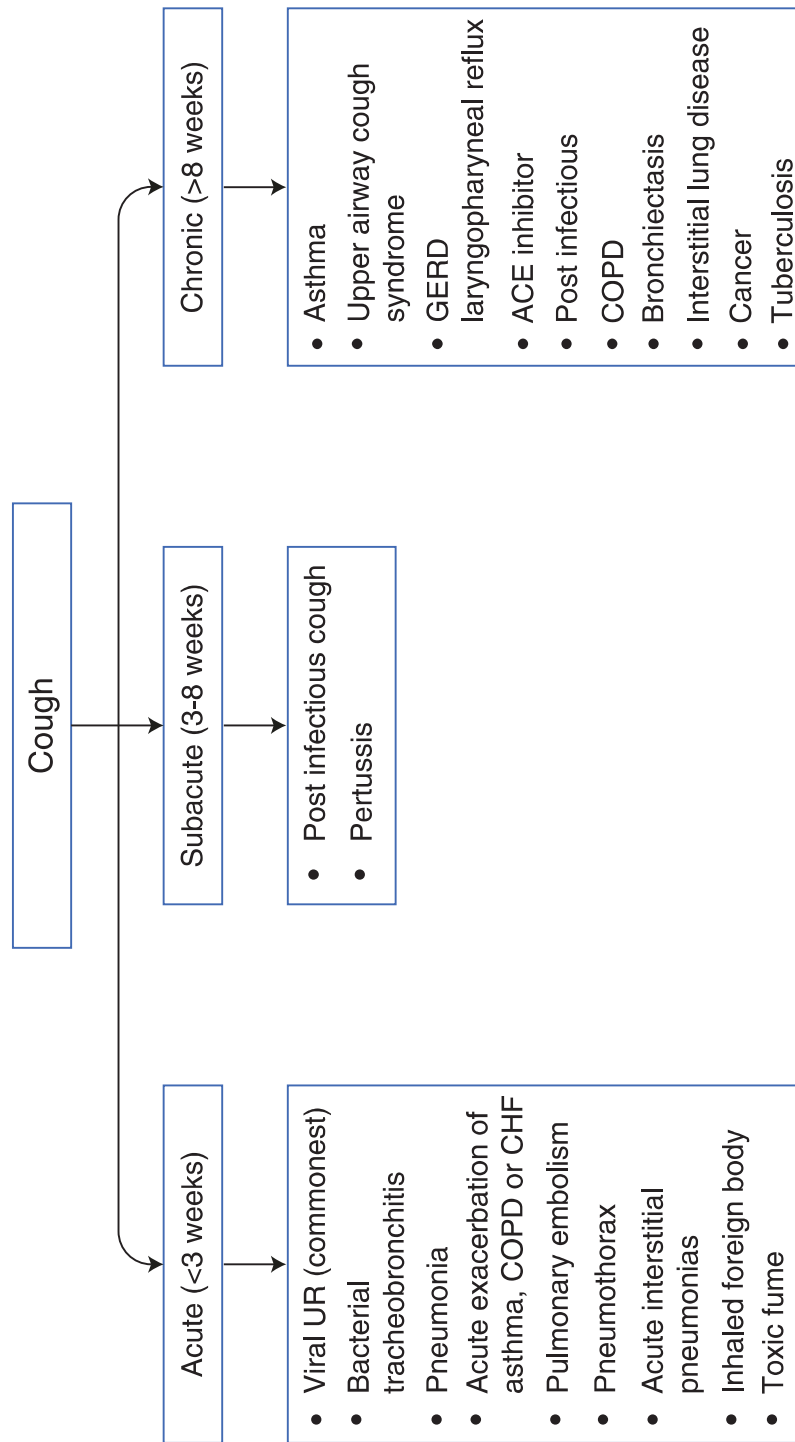 Cough
Acute (<3 weeks)
• Viral UR (commonest)
• Bacterial
tracheobronchitis
• Pneumonia
• Acute exacerbation of
asthma, COPD or CHF
• Pulmonary embolism
• Pneumothorax
• Acute interstitial
pneumonias
• Inhaled foreign body
• Toxic fume
Subacute (3-8 weeks)
• Post infectious cough
• Pertussis
Chronic (>8 weeks)
• Asthma
• Upper airway cough
syndrome
• GERD
laryngopharyneal reflux
• ACE inhibitor
• Post infectious
• COPD
• Bronchiectasis
• Interstitial lung disease
• Cancer
• Tuberculosis